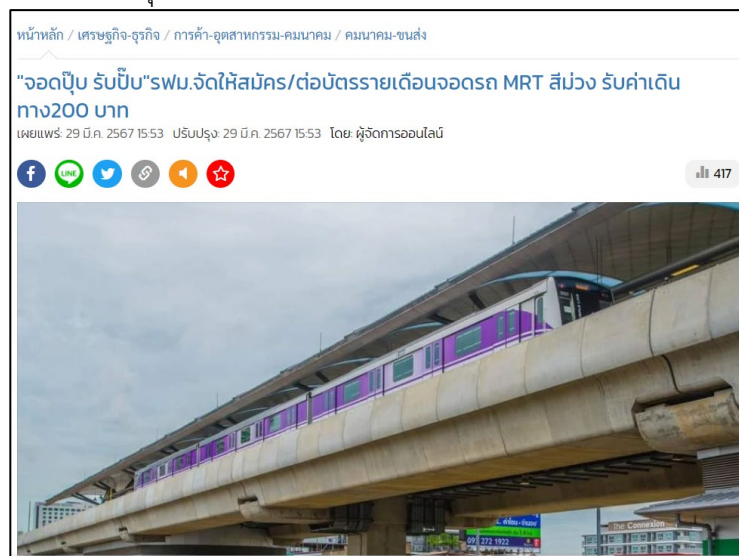 หน้าหลัก / เศรษฐกิจ-ธุรกิจ / การค้า-อุตสาหกรรม-คมนาคม / คมนาคม-ขนส่ง
"จอดปุ๊บ รับปั๊บ"รฟม.จัดให้สมัคร/ต่อบัตรรายเดือนจอดรถ MRT สีม่วง รับค่าเดิน
ทาง200 บาท
เผยแพร่: 29 มี.ค. 2567 15:53 ปรับปรุง: 29 มี.ค. 2567 15:53 โดย: ผู้จัดการออนไลน์
LINE
417
The Connexion
272 1922